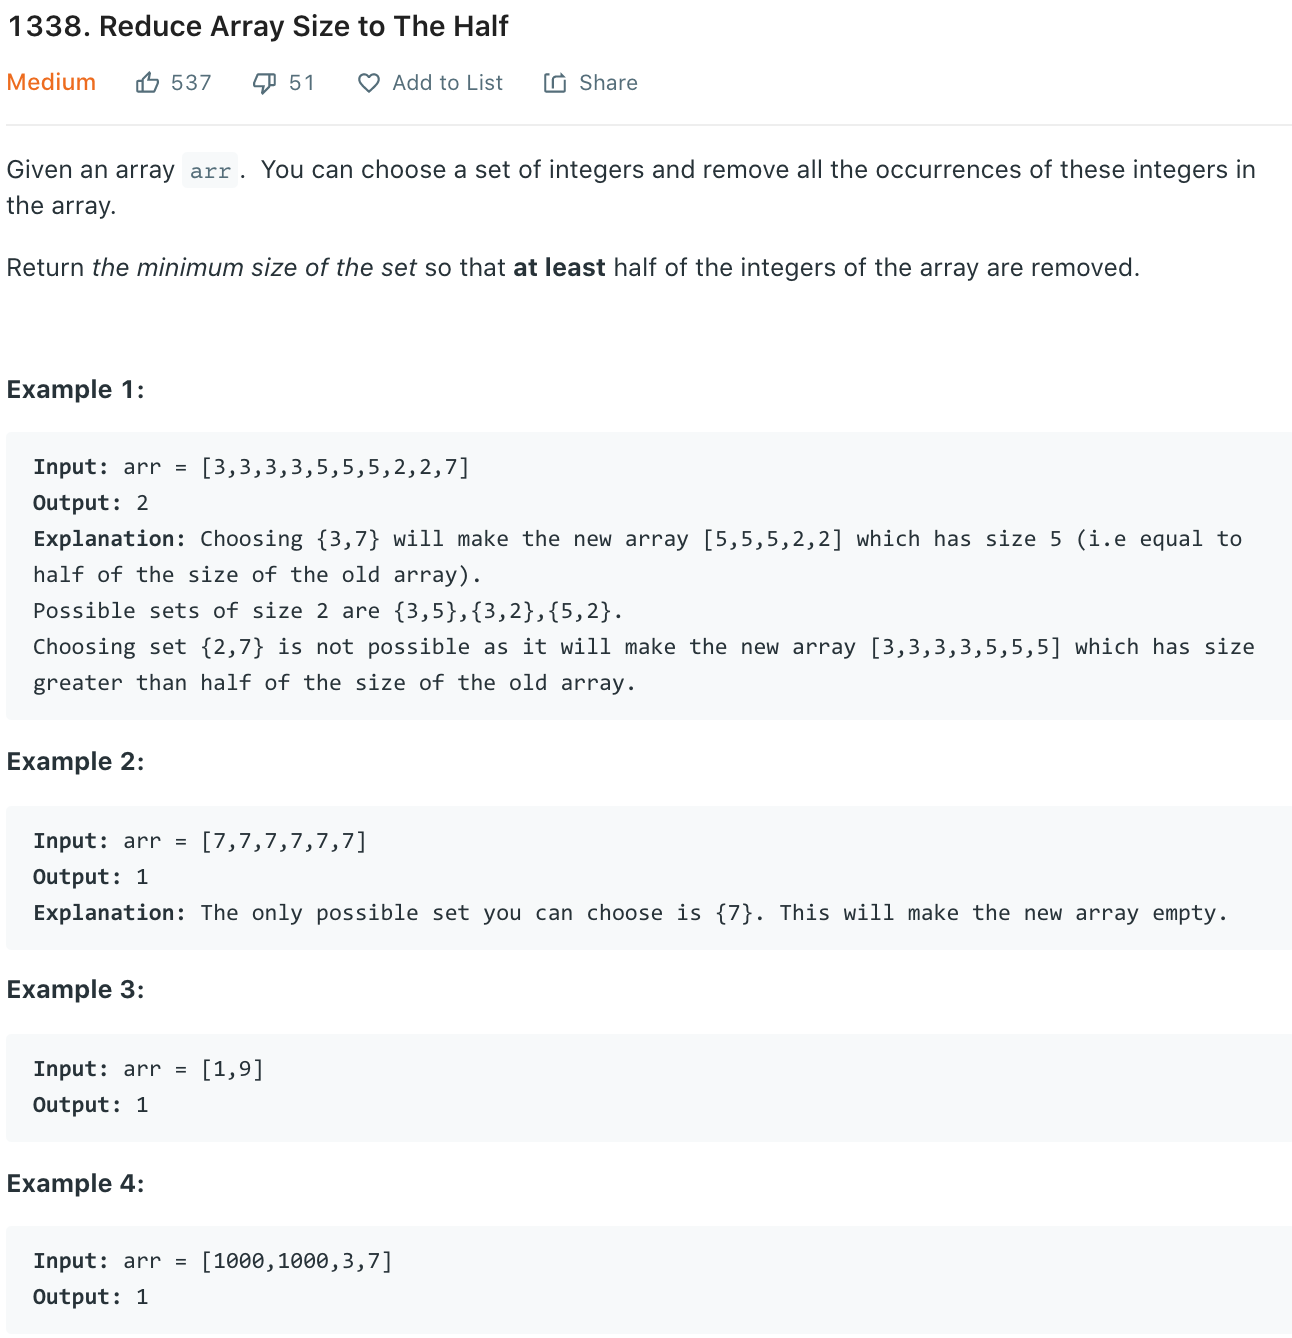 1338. Reduce Array Size to The Half
Medium 537 51 Add to List Share
Given an array arr. You can choose a set of integers and remove all the occurrences of these integers in
the array.
Return the minimum size of the set so that at least half of the integers of the array are removed.
Example 1:
Input: arr = [3,3,3,3,5,5,5,2,2,7]
Output: 2
Explanation: Choosing {3,7} will make the new array [5,5,5,2,2] which has size 5 (i.e equal to
half of the size of the old array).
Possible sets of size 2 are {3,5},{3,2},{5,2}.
Choosing set {2,7} is not possible as it will make the new array [3,3,3,3,5,5,5] which has size
greater than half of the size of the old array.
Example 2:
Input: arr = [7,7,7,7,7,7]
Output: 1
Explanation: The only possible set you can choose is {7}. This will make the new array empty.
Example 3:
Input: arr = [1,9]
Output: 1
Example 4:
Input: arr = [1000,1000,3,7]
Output: 1